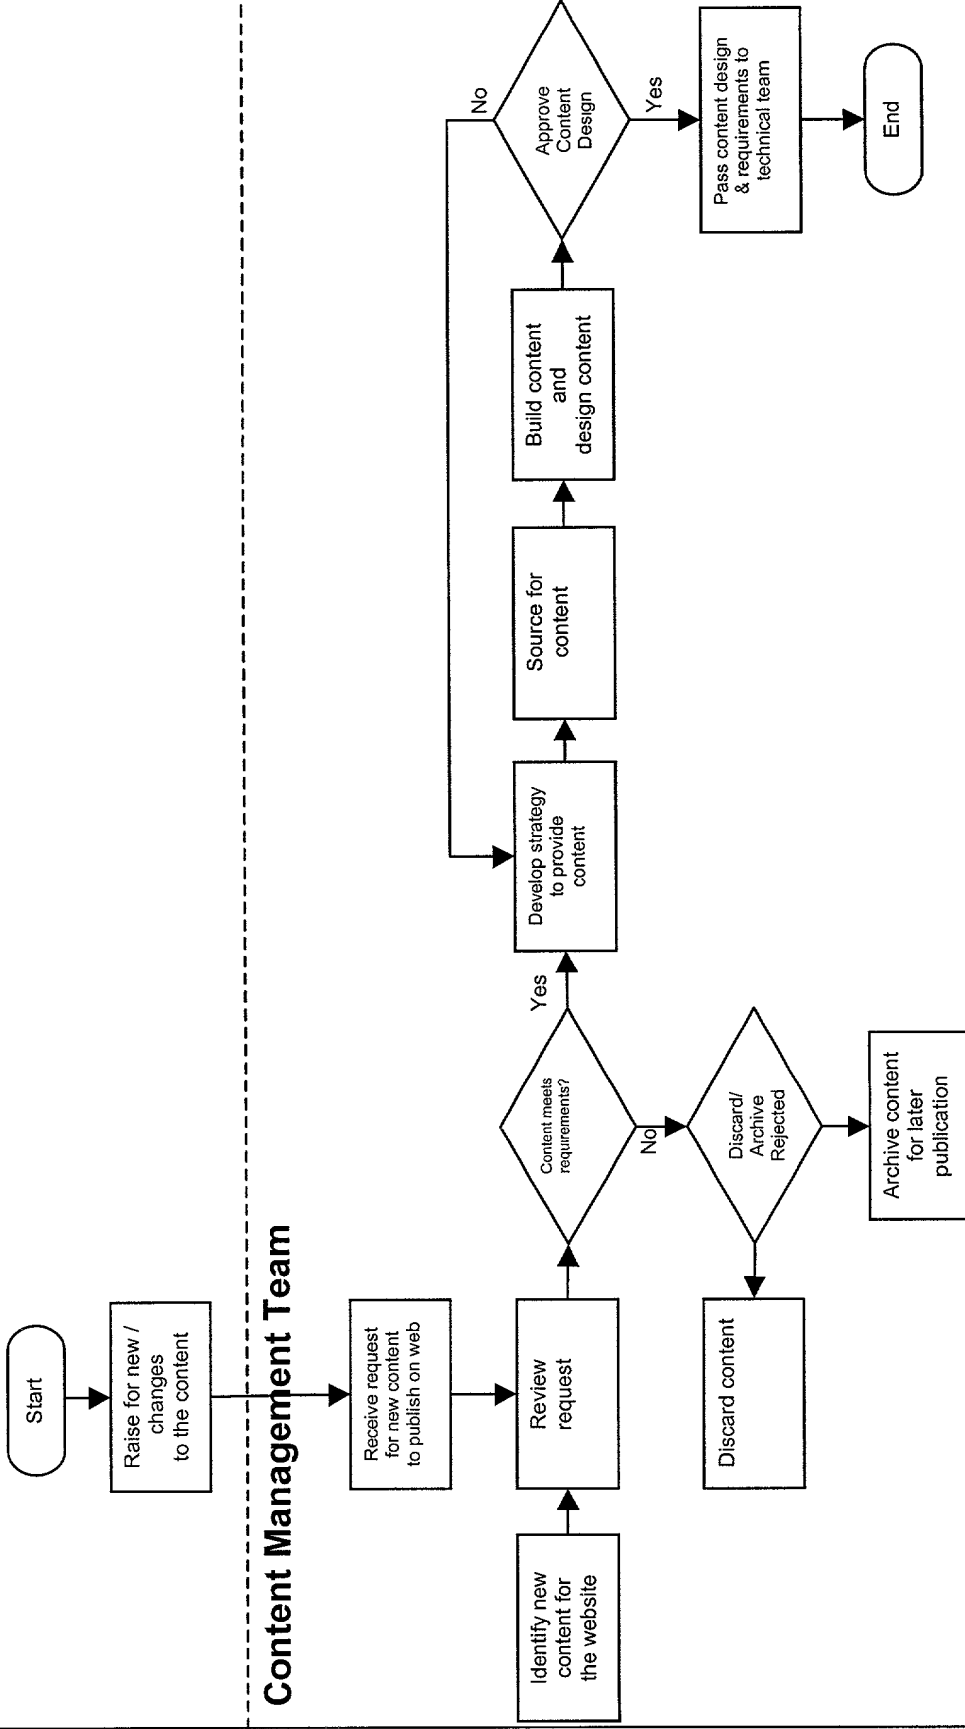 Start
Raise for new /
changes
to the content
Content Management Team
Receive request
for new content
to publish on web
Identify new
content for
the website
Review
request
Content meets
requirements?
Yes
No
Develop strategy
to provide
content
Source for
content
Build content
and
design content
Approve
Content
Design
No
Yes
Pass content design
& requirements to
technical team
End
Discard/
Archive
Rejected
Discard content
Archive content
for later
publication